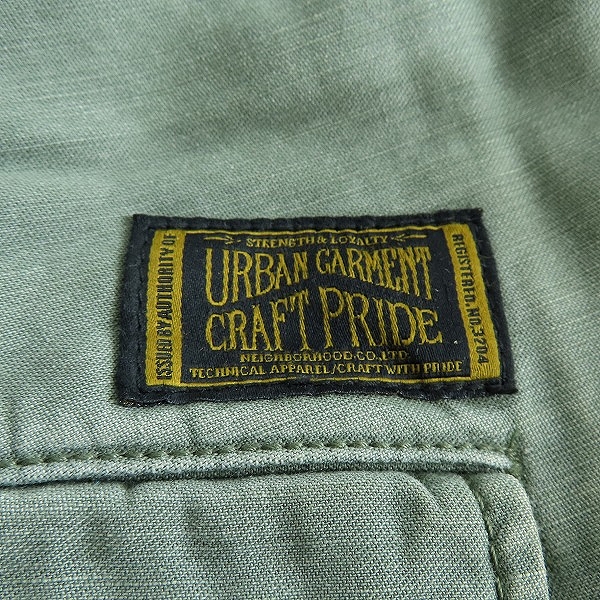 STRENGTH & LOYALTY
ISSUED BY AUTHORITY OF
URBAN GARMENT
CRAFT PRIDE
REGISTERED.NO.3204
NEIGHBORHOOD CO., LTD.
TECHNICAL APPAREL/CRAFT WITH PRIDE